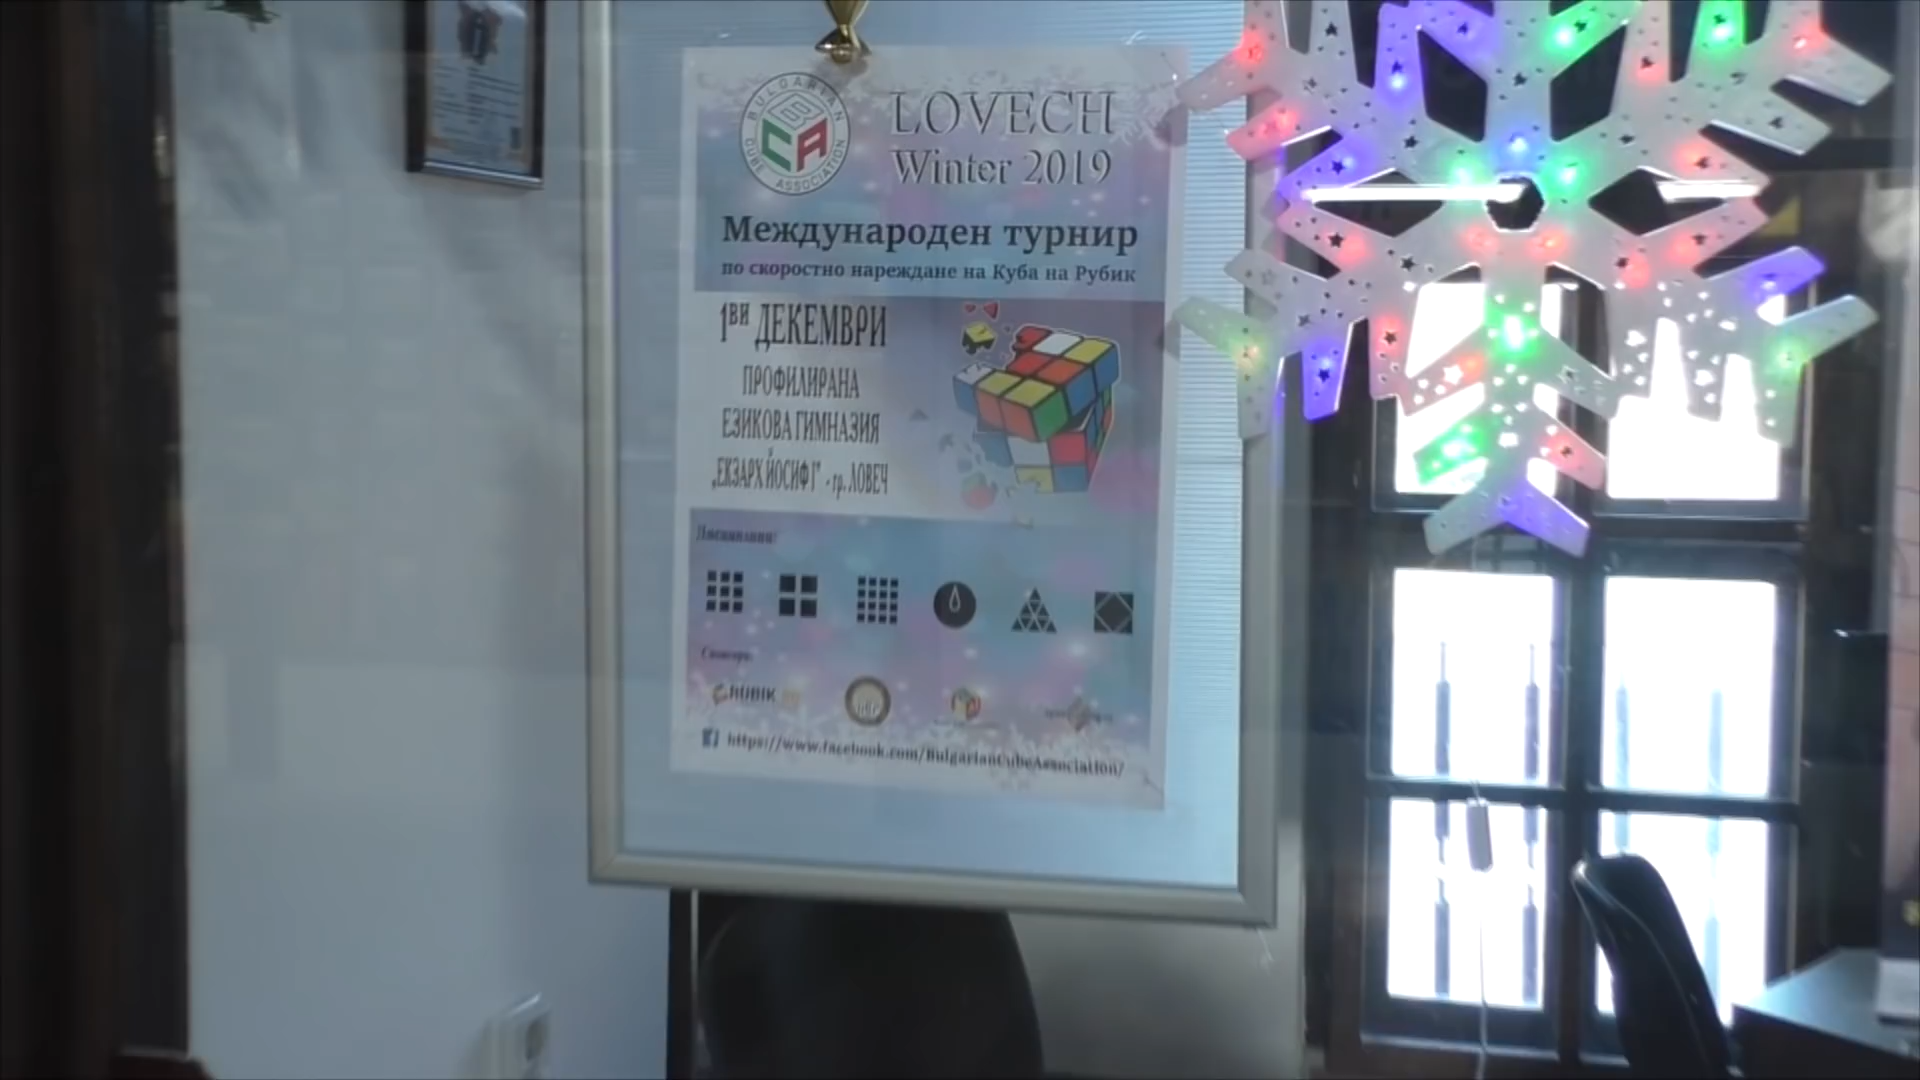 BULGARIAN CUBE ASSOCIATION
BCA
LOVECH
Winter 2019
Международен турнир
по скоростно нареждане на Куба на Рубик
1ви ДЕКЕМВРИ
ПРОФИЛИРАНА
ЕЗИКОВА ГИМНАЗИЯ
„ЕКЗАРХ ЙОСИФ I" - гр. ЛОВЕЧ
Дисциплини:
RUBIK
https://www.facebook.com/BulgarianCubeAssociation/